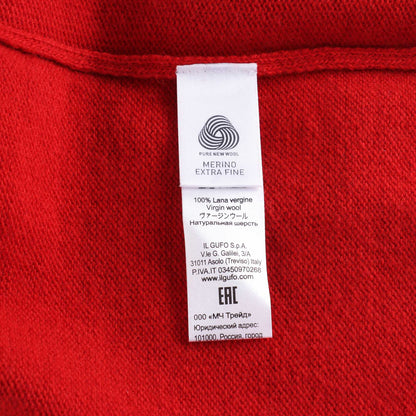 PURE NEW WOOL
MERINO
EXTRA FINE
100% Lana vergine
Virgin wool
ヴァージンウール
Натуральная шерсть
IL GUFO S.p.A.
V.le G. Galilei, 3/A
31011 Asolo (Treviso) Italy
P.IVA.IT 03450970268
www.ilgufo.com
EAC
ООО «МЧ Трейд»
Юридический адрес:
101000, Россия, город